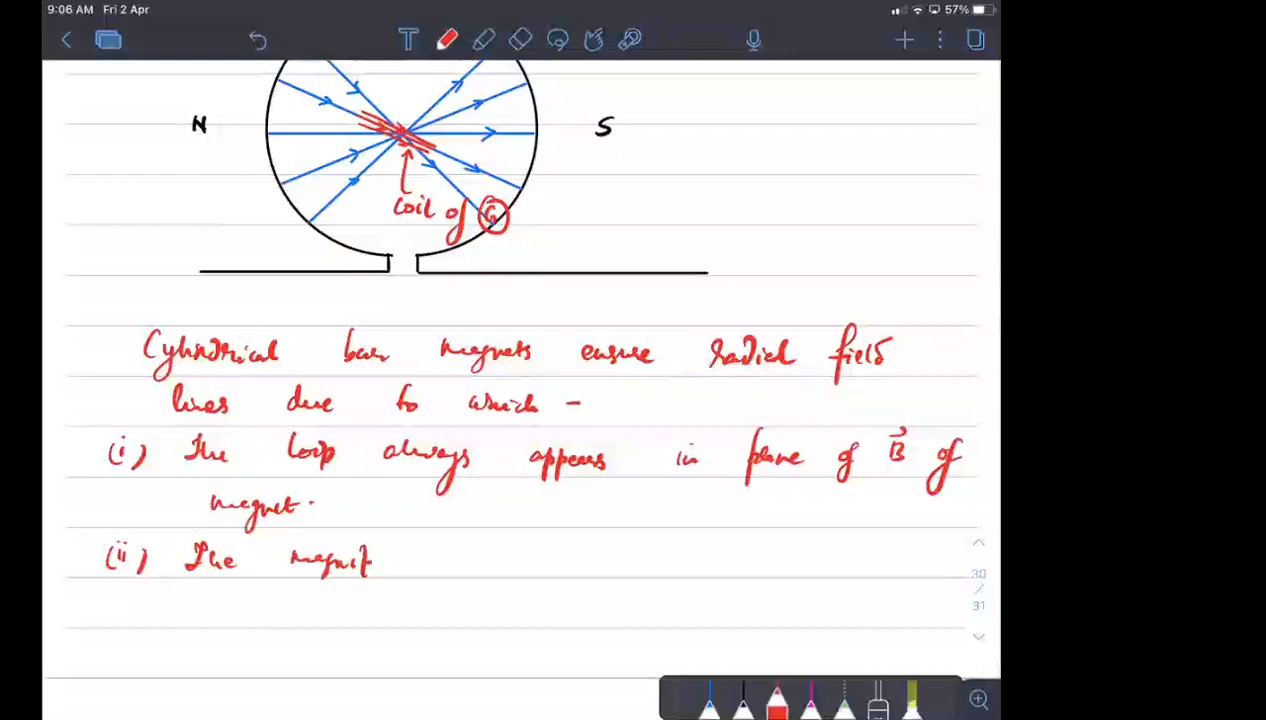 9:06 AM Fri 2 Apr
57%
T
N
S
coil of G
Cylindrical bar magnets ensure radial field
lines due to which -
(i) The loop always appears in plane of B⃗ of
magnet.
(ii) The magnit
30
/
31